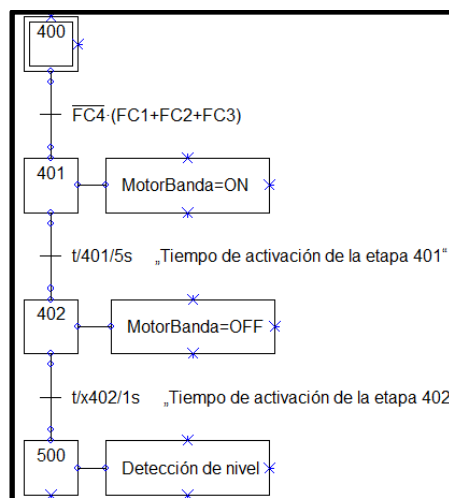 400
F̅C̅4̅·(FC1+FC2+FC3)
401
MotorBanda=ON
t/401/5s „Tiempo de activación de la etapa 401“
402
MotorBanda=OFF
t/x402/1s „Tiempo de activación de la etapa 402
500
Detección de nivel